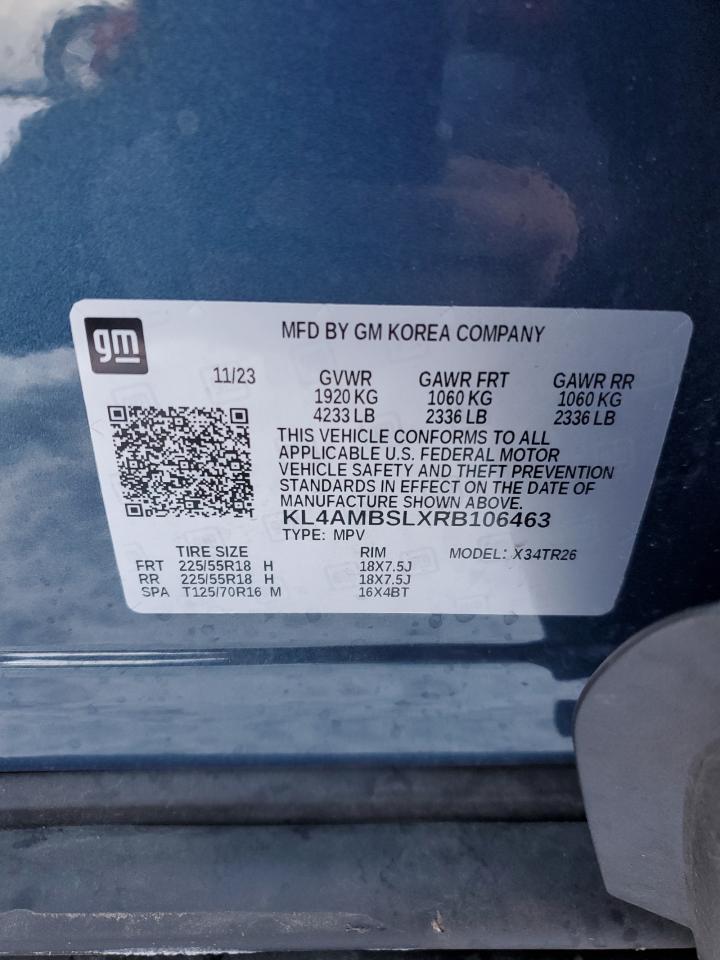 gm
MFD BY GM KOREA COMPANY
11/23 GVWR GAWR FRT GAWR RR
1920 KG 1060 KG 1060 KG
4233 LB 2336 LB 2336 LB
THIS VEHICLE CONFORMS TO ALL
APPLICABLE U.S. FEDERAL MOTOR
VEHICLE SAFETY AND THEFT PREVENTION
STANDARDS IN EFFECT ON THE DATE OF
MANUFACTURE SHOWN ABOVE.
KL4AMBSLXRB106463
TYPE: MPV
TIRE SIZE RIM MODEL: X34TR26
FRT 225/55R18 H 18X7.5J
RR 225/55R18 H 18X7.5J
SPA T125/70R16 M 16X4BT